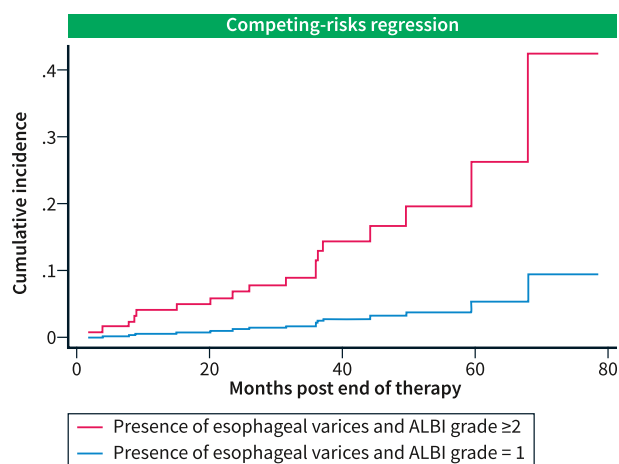 Competing-risks regression
Cumulative incidence
.4
.3
.2
.1
0
0 20 40 60 80
Months post end of therapy
Presence of esophageal varices and ALBI grade ≥2
Presence of esophageal varices and ALBI grade = 1